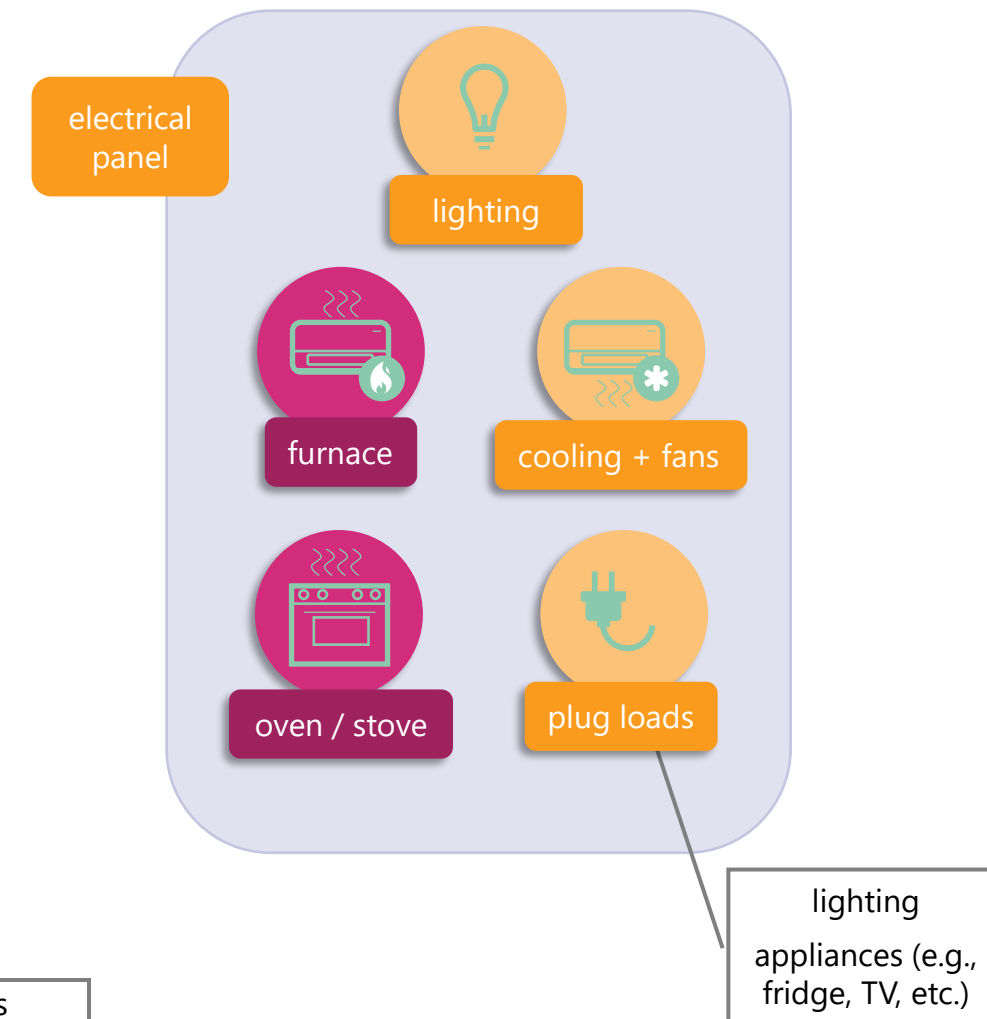 electrical
panel
lighting
furnace
cooling + fans
oven / stove
plug loads
lighting
appliances (e.g.,
fridge, TV, etc.)
s